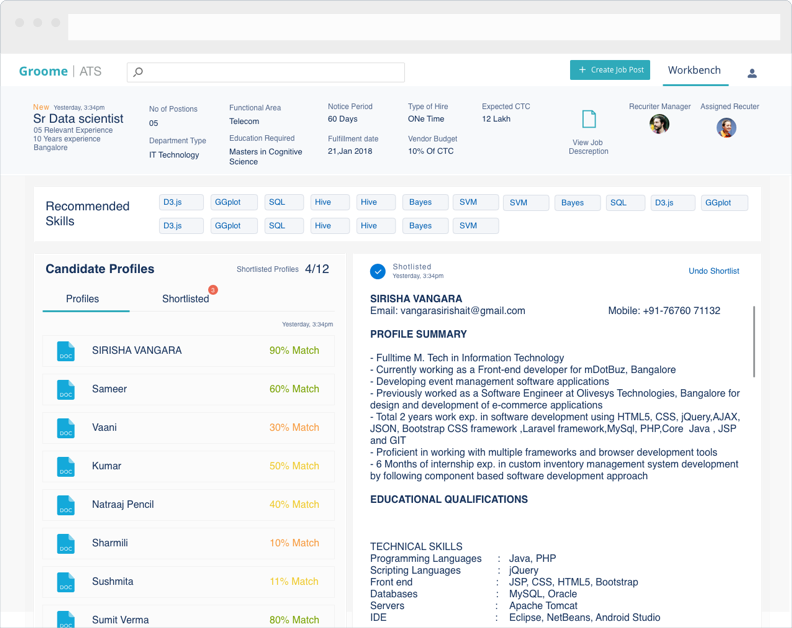 Groome | ATS
+ Create Job Post
Workbench
New Yesterday, 3:34pm
Sr Data scientist
05 Relevant Experience
10 Years experience
Bangalore
No of Postions
05
Department Type
IT Technology
Functional Area
Telecom
Education Required
Masters in Cognitive
Science
Notice Period
60 Days
Fulfillment date
21,Jan 2018
Type of Hire
ONe Time
Vendor Budget
10% Of CTC
Expected CTC
12 Lakh
View Job
Descreption
Recuriter Manager
Assigned Recuter
Recommended
Skills
D3.js GGplot SQL Hive Hive Bayes SVM SVM Bayes SQL D3.js GGplot
D3.js GGplot SQL Hive Hive Bayes SVM
Candidate Profiles
Shortlisted Profiles 4/12
Profiles
Shortlisted 3
Yesterday, 3:34pm
DOC SIRISHA VANGARA 90% Match
DOC Sameer 60% Match
DOC Vaani 30% Match
DOC Kumar 50% Match
DOC Natraaj Pencil 40% Match
DOC Sharmili 10% Match
DOC Sushmita 11% Match
DOC Sumit Verma 80% Match
Shotlisted
Yesterday, 3:34pm
Undo Shortlist
SIRISHA VANGARA
Email: vangarasirishait@gmail.com Mobile: +91-76760 71132
PROFILE SUMMARY
- Fulltime M. Tech in Information Technology
- Currently working as a Front-end developer for mDotBuz, Bangalore
- Developing event management software applications
- Previously worked as a Software Engineer at Olivesys Technologies, Bangalore for
design and development of e-commerce applications
- Total 2 years work exp. in software development using HTML5, CSS, jQuery,AJAX,
JSON, Bootstrap CSS framework ,Laravel framework,MySql, PHP,Core Java , JSP
and GIT
- Proficient in working with multiple frameworks and browser development tools
- 6 Months of internship exp. in custom inventory management system development
by following component based software development approach
EDUCATIONAL QUALIFICATIONS
TECHNICAL SKILLS
Programming Languages : Java, PHP
Scripting Languages : jQuery
Front end : JSP, CSS, HTML5, Bootstrap
Databases : MySQL, Oracle
Servers : Apache Tomcat
IDE : Eclipse, NetBeans, Android Studio